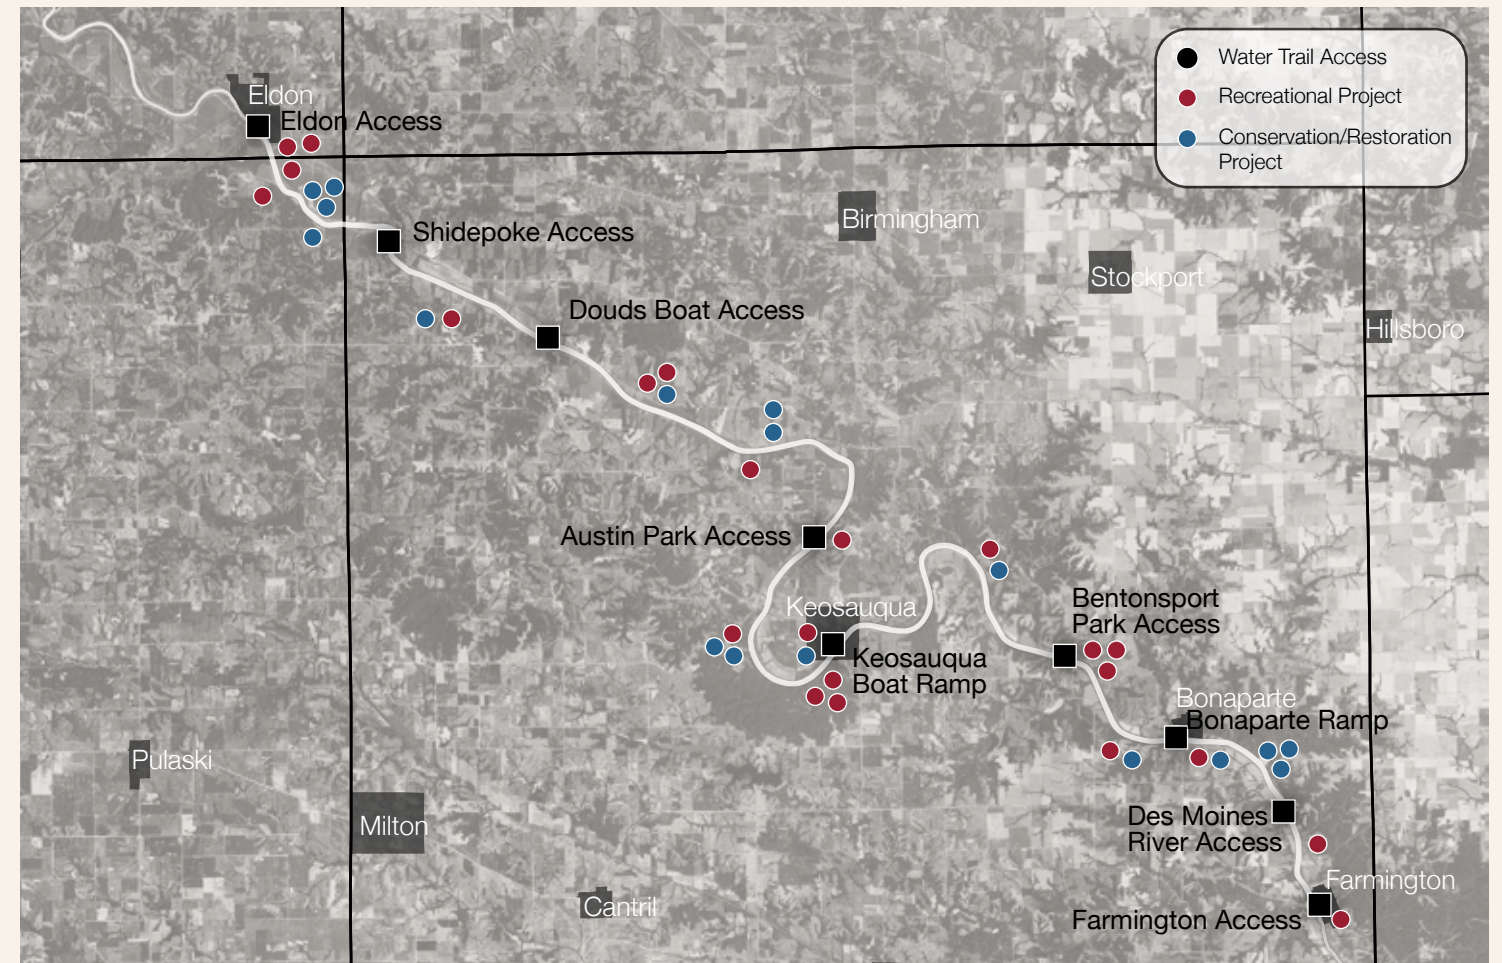 Water Trail Access
Recreational Project
Conservation/Restoration
Project
Eldon
Eldon Access
Shidepoke Access
Birmingham
Stockport
Douds Boat Access
Hillsboro
Austin Park Access
Keosauqua
Keosauqua
Boat Ramp
Bentonsport
Park Access
Bonaparte
Bonaparte Ramp
Pulaski
Milton
Des Moines
River Access
Farmington
Cantril
Farmington Access